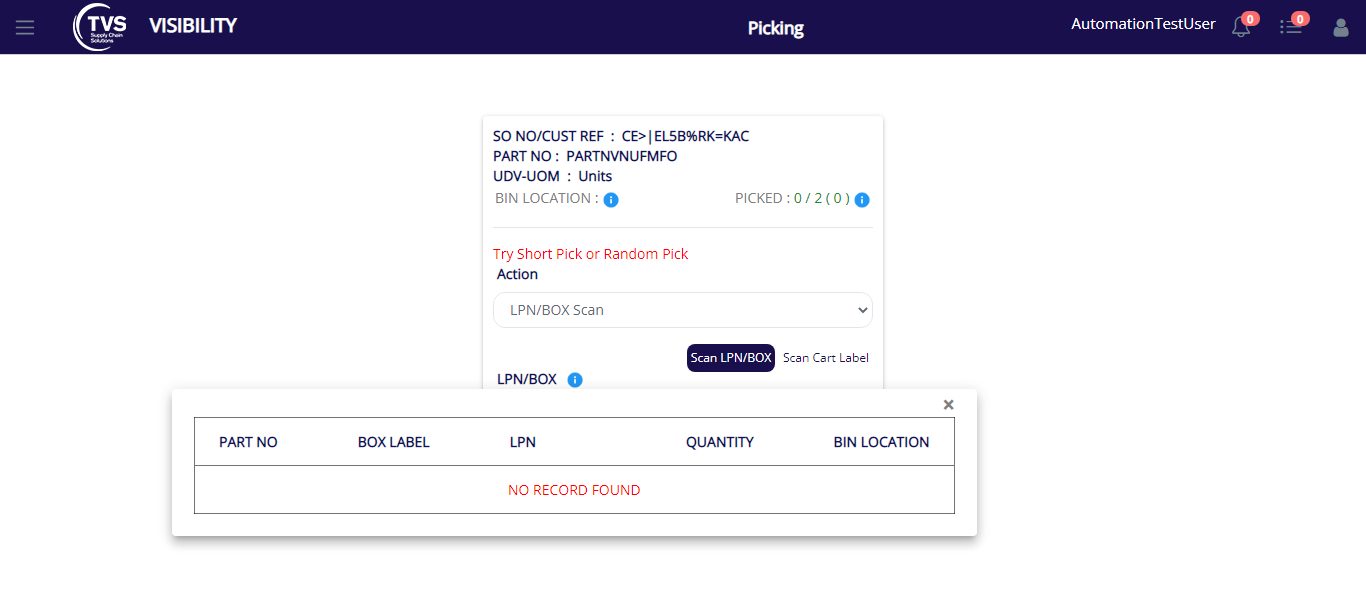 TVS
Supply Chain
Solutions
VISIBILITY
Picking
AutomationTestUser
0
0
SO NO/CUST REF : CE>|EL5B%RK=KAC
PART NO : PARTNVNUFMFO
UDV-UOM : Units
BIN LOCATION : i
PICKED : 0 / 2 ( 0 ) i
Try Short Pick or Random Pick
Action
LPN/BOX Scan
Scan LPN/BOX Scan Cart Label
LPN/BOX i
×
PART NO BOX LABEL LPN QUANTITY BIN LOCATION
NO RECORD FOUND